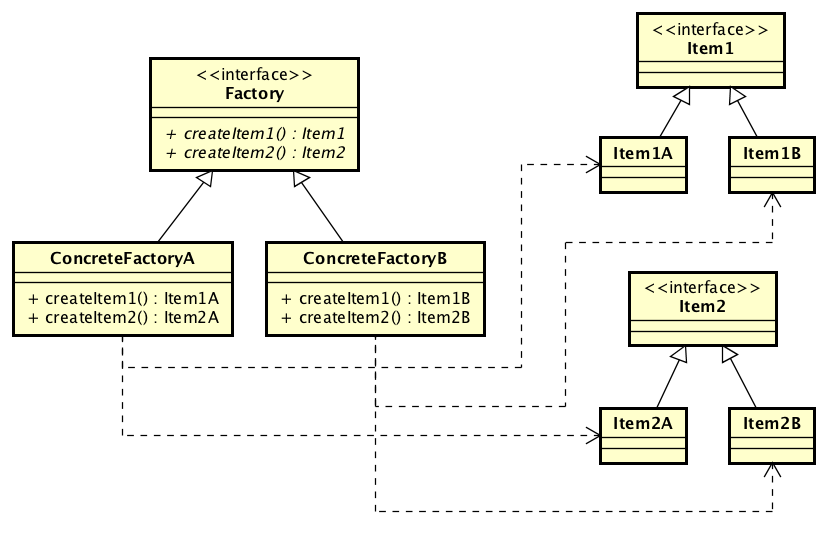 <<interface>>
Item1
<<interface>>
Factory
+ createItem1() : Item1
+ createItem2() : Item2
Item1A
Item1B
ConcreteFactoryA
+ createItem1() : Item1A
+ createItem2() : Item2A
ConcreteFactoryB
+ createItem1() : Item1B
+ createItem2() : Item2B
<<interface>>
Item2
Item2A
Item2B